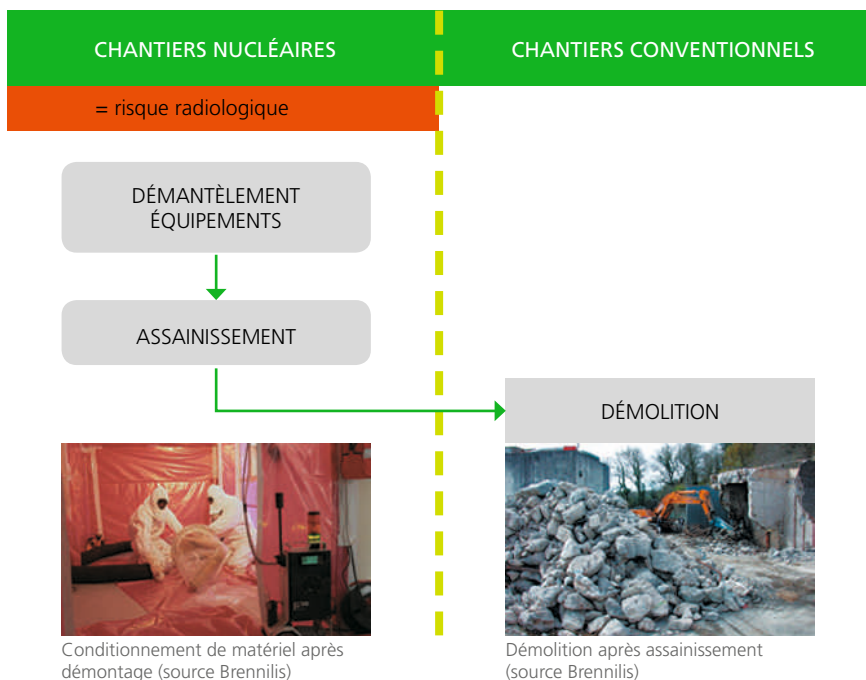 CHANTIERS NUCLÉAIRES
CHANTIERS CONVENTIONNELS
= risque radiologique
DÉMANTÈLEMENT
ÉQUIPEMENTS
ASSAINISSEMENT
DÉMOLITION
Conditionnement de matériel après
démontage (source Brennilis)
Démolition après assainissement
(source Brennilis)